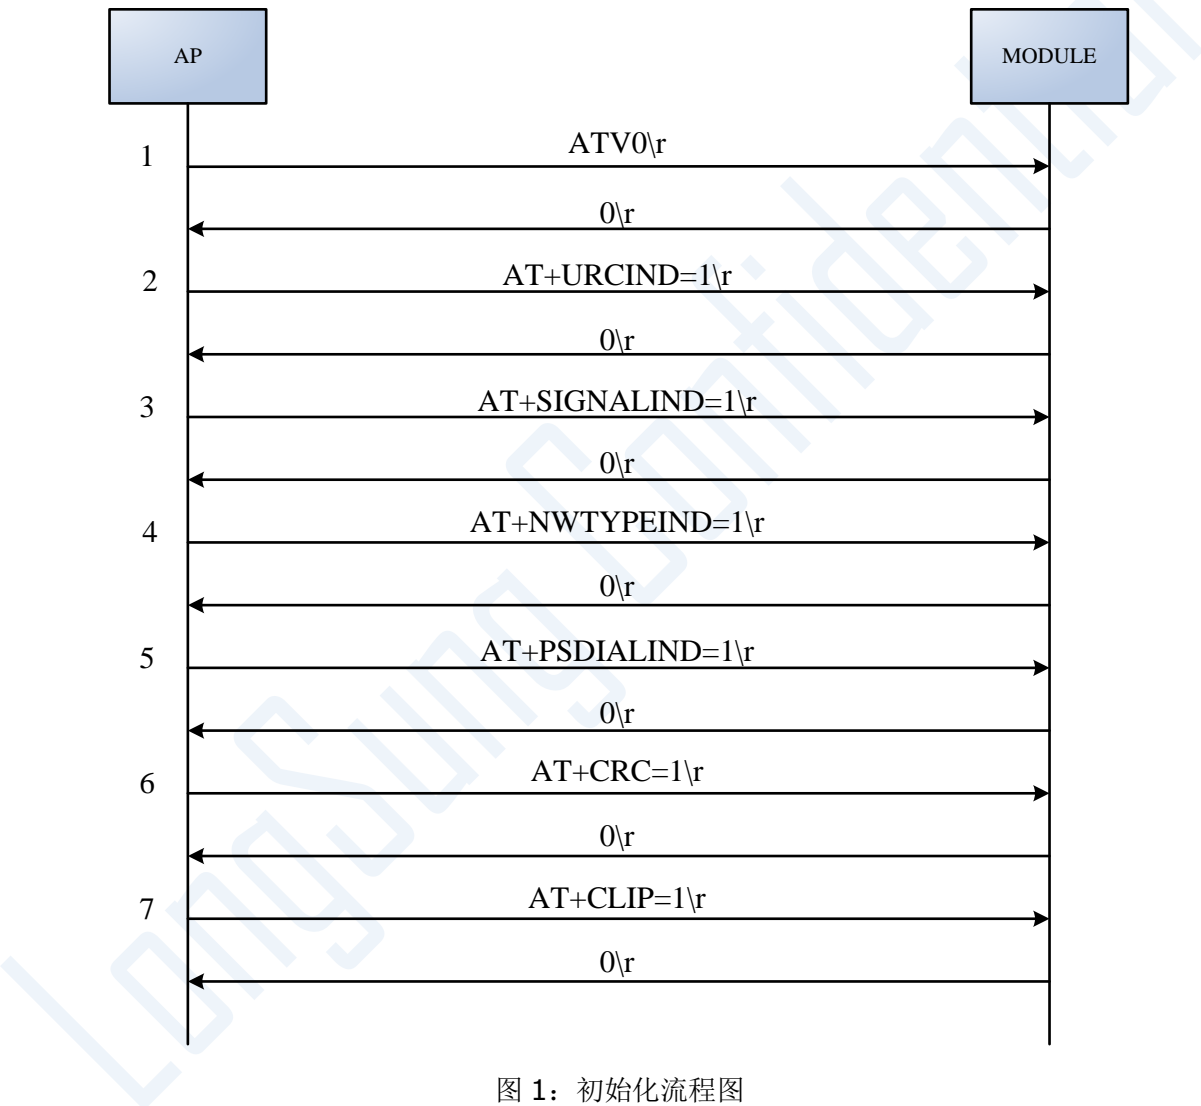 AP
MODULE
1
ATV0\r
0\r
2
AT+URCIND=1\r
0\r
3
AT+SIGNALIND=1\r
0\r
4
AT+NWTYPEIND=1\r
0\r
5
AT+PSDIALIND=1\r
0\r
6
AT+CRC=1\r
0\r
7
AT+CLIP=1\r
0\r
LongSung Confidential
图 1：初始化流程图